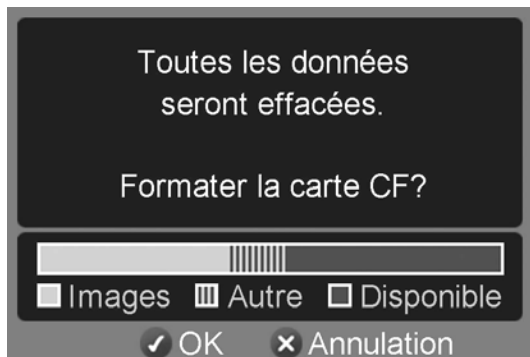 Toutes les données
seront effacées.
Formater la carte CF?
Images Autre Disponible
OK Annulation